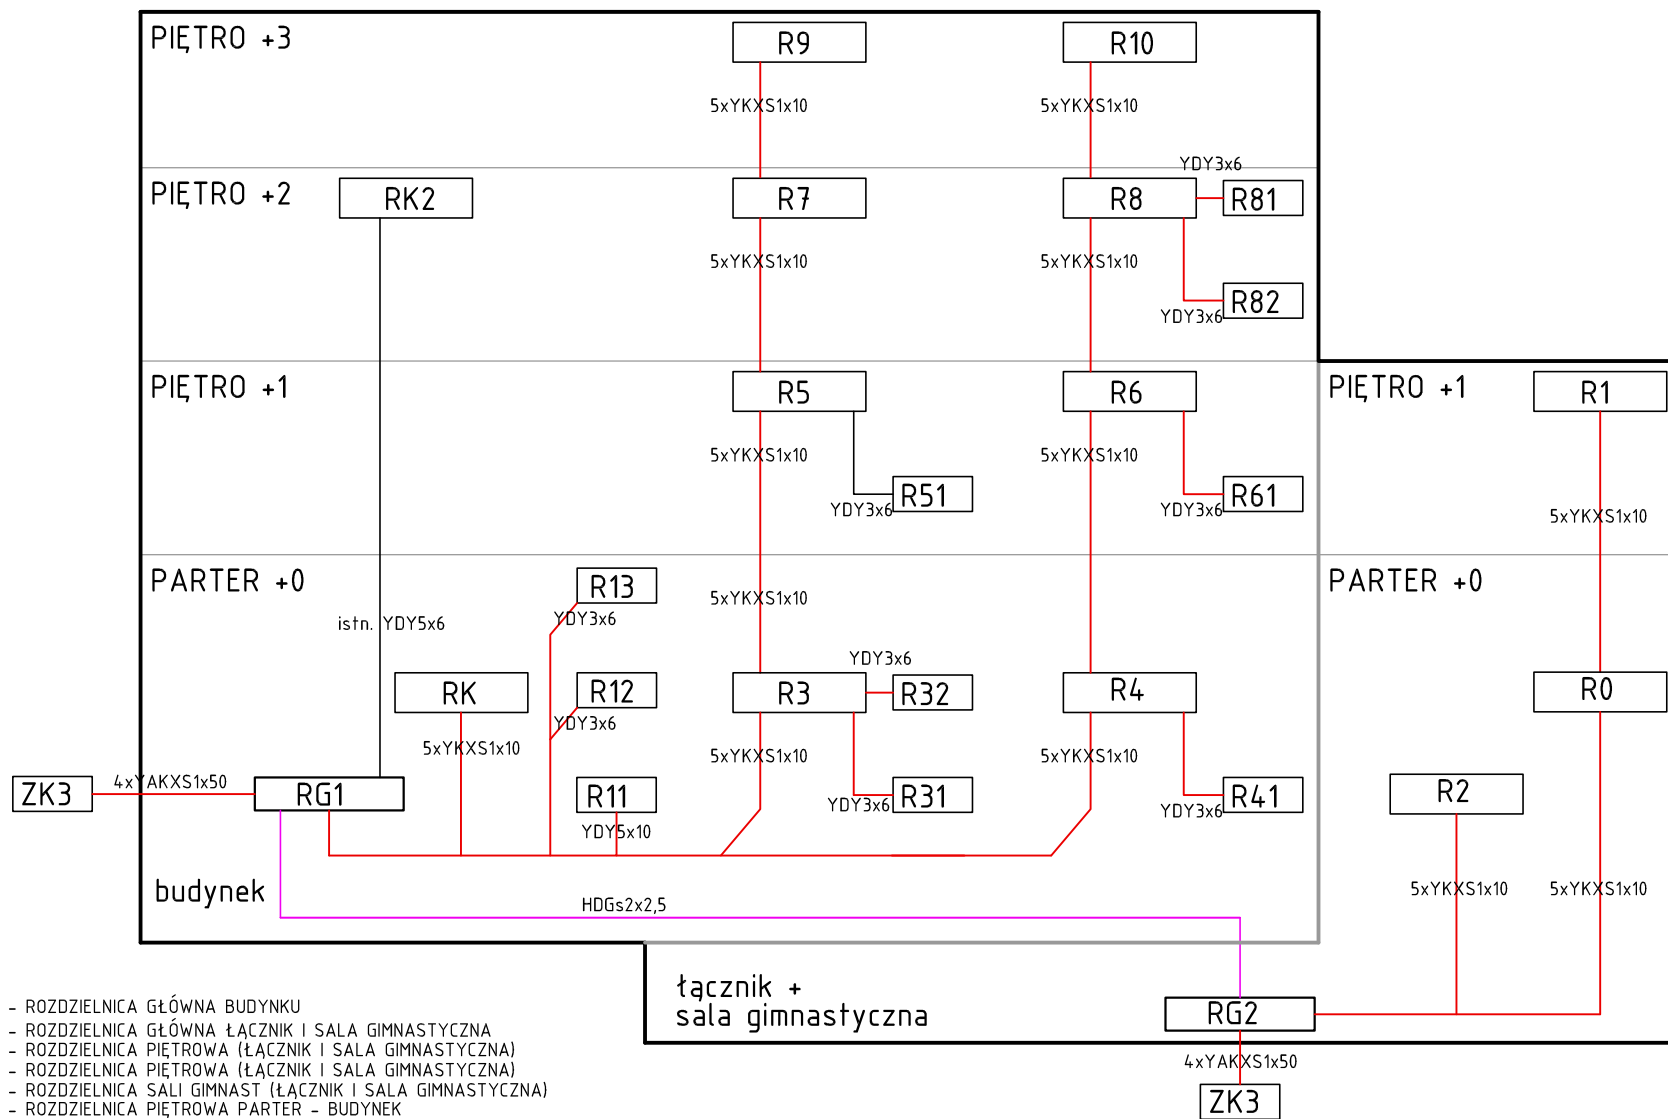 PIĘTRO +3
R9
R10
5xYKXS1x10
5xYKXS1x10
YDY3x6
PIĘTRO +2
RK2
R7
R8
R81
5xYKXS1x10
5xYKXS1x10
R82
YDY3x6
PIĘTRO +1
R5
R6
PIĘTRO +1
R1
5xYKXS1x10
5xYKXS1x10
R51
R61
YDY3x6
YDY3x6
5xYKXS1x10
PARTER +0
R13
PARTER +0
5xYKXS1x10
YDY3x6
istn. YDY5x6
YDY3x6
RK
R12
R3
R32
R4
R0
YDY3x6
5xYKXS1x10
5xYKXS1x10
5xYKXS1x10
4xYAKXS1x50
ZK3
RG1
R11
R31
R41
R2
YDY3x6
YDY3x6
YDY5x10
budynek
5xYKXS1x10
5xYKXS1x10
HDGs2x2,5
łącznik +
sala gimnastyczna
RG2
- ROZDZIELNICA GŁÓWNA BUDYNKU
- ROZDZIELNICA GŁÓWNA ŁĄCZNIK I SALA GIMNASTYCZNA
- ROZDZIELNICA PIĘTROWA (ŁĄCZNIK I SALA GIMNASTYCZNA)
- ROZDZIELNICA PIĘTROWA (ŁĄCZNIK I SALA GIMNASTYCZNA)
- ROZDZIELNICA SALI GIMNAST (ŁĄCZNIK I SALA GIMNASTYCZNA)
- ROZDZIELNICA PIĘTROWA PARTER - BUDYNEK
4xYAKXS1x50
ZK3